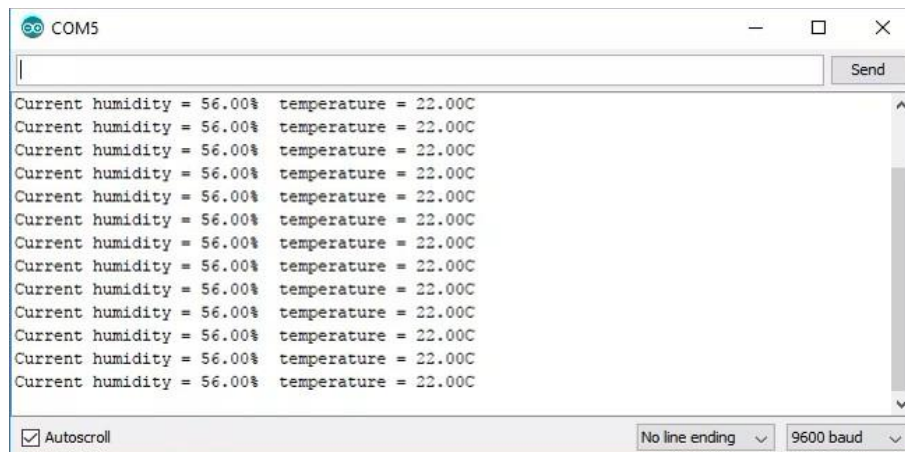 COM5
Send
Current humidity = 56.00%  temperature = 22.00C
Current humidity = 56.00%  temperature = 22.00C
Current humidity = 56.00%  temperature = 22.00C
Current humidity = 56.00%  temperature = 22.00C
Current humidity = 56.00%  temperature = 22.00C
Current humidity = 56.00%  temperature = 22.00C
Current humidity = 56.00%  temperature = 22.00C
Current humidity = 56.00%  temperature = 22.00C
Current humidity = 56.00%  temperature = 22.00C
Current humidity = 56.00%  temperature = 22.00C
Current humidity = 56.00%  temperature = 22.00C
Current humidity = 56.00%  temperature = 22.00C
Current humidity = 56.00%  temperature = 22.00C
Autoscroll No line ending 9600 baud